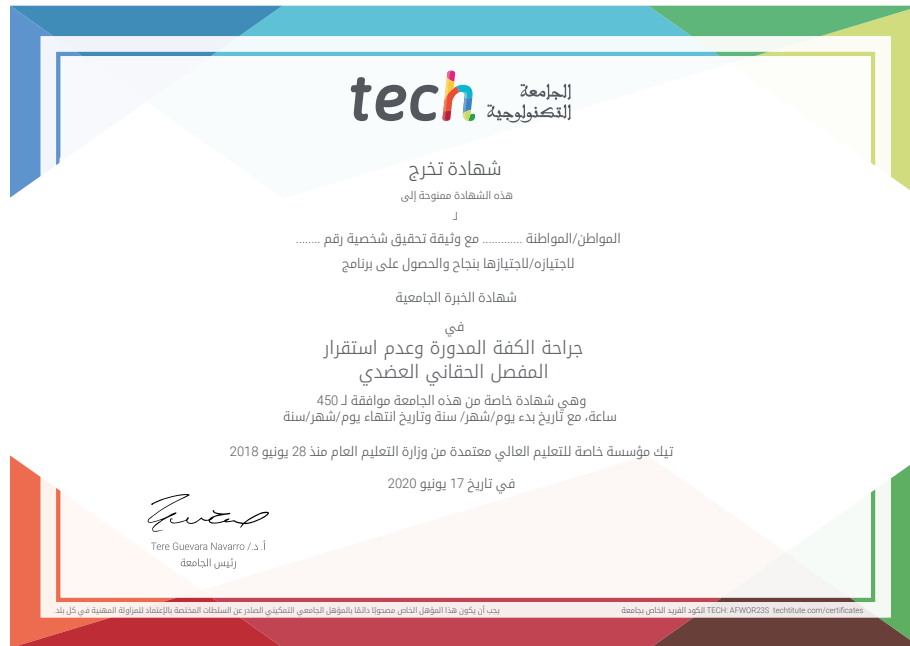 tech الجامعة
التكنولوجية
شهادة تخرج
هذه الشهادة ممنوحة إلى
لـ
المواطن/المواطنة ............ مع وثيقة تحقيق شخصية رقم ........
لاجتيازه/لاجتيازها بنجاح والحصول على برنامج
شهادة الخبرة الجامعية
في
جراحة الكفة المدورة وعدم استقرار
المفصل الحقاني العضدي
وهي شهادة خاصة من هذه الجامعة موافقة لـ 450
ساعة، مع تاريخ بدء يوم/شهر/ سنة وتاريخ انتهاء يوم/شهر/سنة
تيك مؤسسة خاصة للتعليم العالي معتمدة من وزارة التعليم العام منذ 28 يونيو 2018
في تاريخ 17 يونيو 2020
أ.د./ Tere Guevara Navarro
رئيس الجامعة
يجب أن يكون هذا المؤهل الخاص مصحوبًا دائمًا بالمؤهل الجامعي التمكيني الصادر عن السلطات المختصة بالإعتماد للمزاولة المهنية في كل بلد.
الكود الفريد الخاص بجامعة TECH: AFWOR23S techtitute.com/certificates